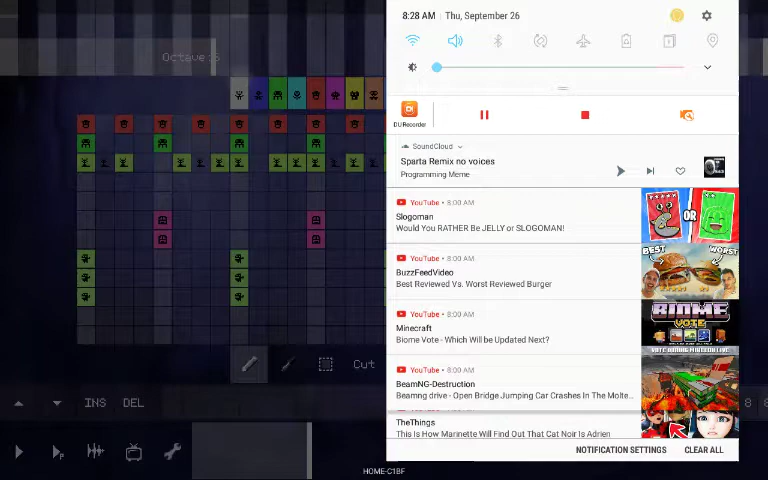 8:28 AM | Thu, September 26
Octave:
DU Recorder
SoundCloud
Sparta Remix no voices
Programming Meme
YouTube • 8:00 AM
Slogoman
Would You RATHER Be JELLY or SLOGOMAN!
OR
YouTube • 8:00 AM
BuzzFeedVideo
Best Reviewed Vs. Worst Reviewed Burger
BEST
WORST
YouTube • 8:00 AM
Minecraft
Biome Vote - Which Will be Updated Next?
BIOME
VOTE
YouTube • 8:00 AM
BeamNG-Destruction
Beamng drive - Open Bridge Jumping Car Crashes In The Molte...
TheThings
This Is How Marinette Will Find Out That Cat Noir Is Adrien
NOTIFICATION SETTINGS
CLEAR ALL
Cut
INS
DEL
8 8
HOME-C1BF